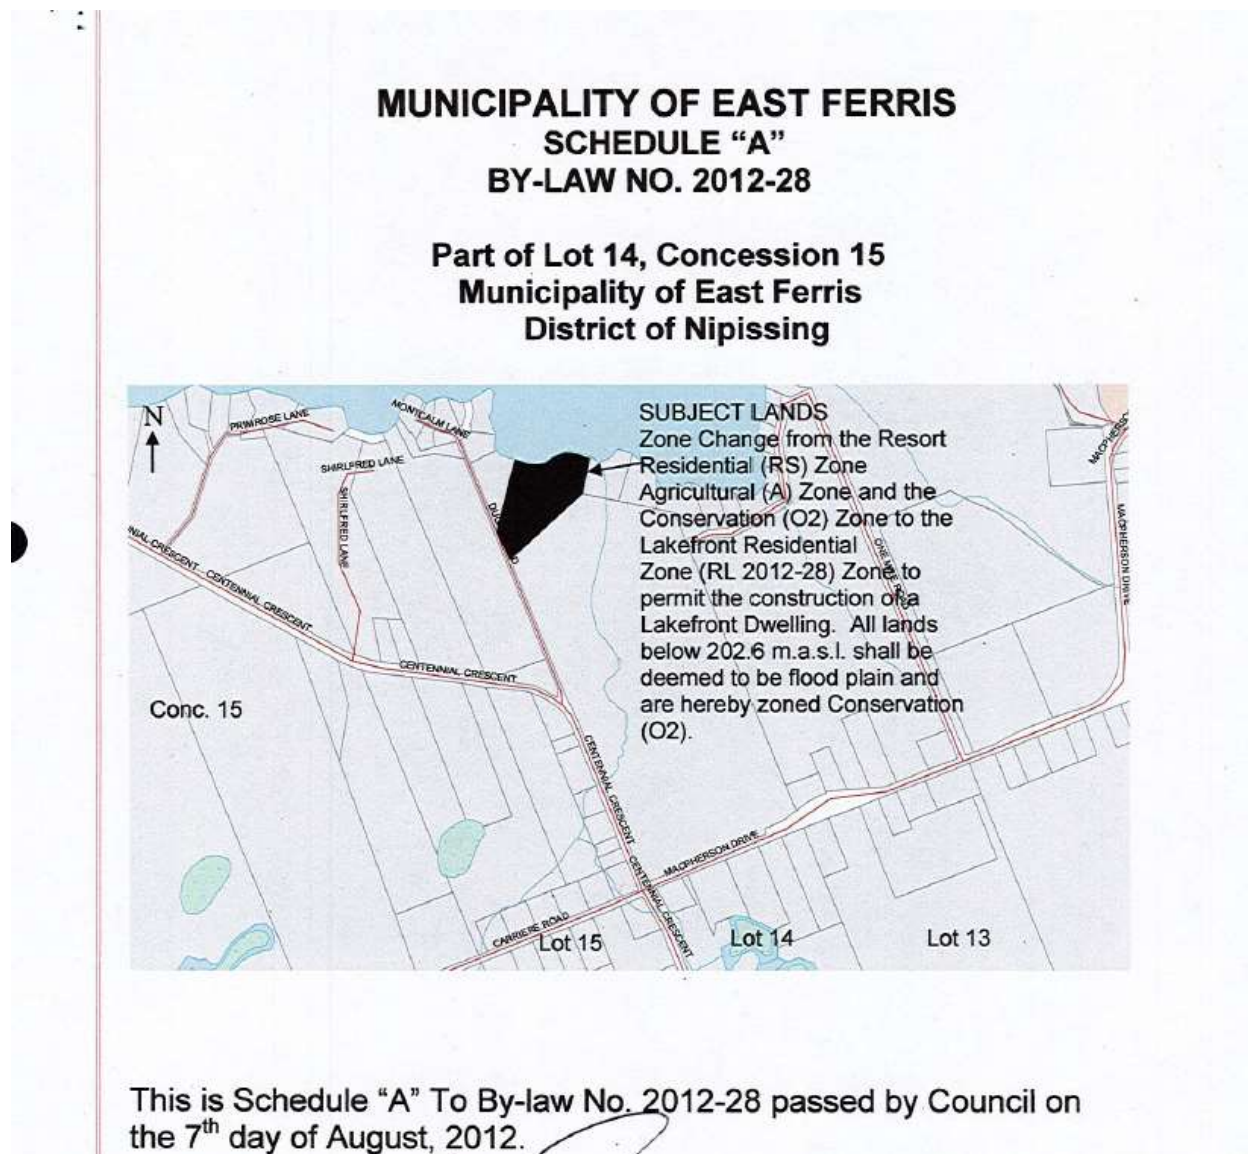 MUNICIPALITY OF EAST FERRIS
SCHEDULE “A”
BY-LAW NO. 2012-28
Part of Lot 14, Concession 15
Municipality of East Ferris
District of Nipissing
N
PRIMROSE LANE
MONTCALM LANE
SHIRLFRED LANE
SHIRLFRED LANE
SUBJECT LANDS
Zone Change from the Resort
Residential (RS) Zone
Agricultural (A) Zone and the
Conservation (O2) Zone to the
Lakefront Residential
Zone (RL 2012-28) Zone to
permit the construction of a
Lakefront Dwelling. All lands
below 202.6 m.a.s.l. shall be
deemed to be flood plain and
are hereby zoned Conservation
(O2).
ONE MILE ROAD
MACPHERSON DRIVE
CENTENNIAL CRESCENT
CENTENNIAL CRESCENT
Conc. 15
CENTENNIAL CRESCENT
CENTENNIAL CRESCENT
MACPHERSON DRIVE
CARRIERE ROAD
Lot 15
Lot 14
Lot 13
This is Schedule “A” To By-law No. 2012-28 passed by Council on
the 7th day of August, 2012.